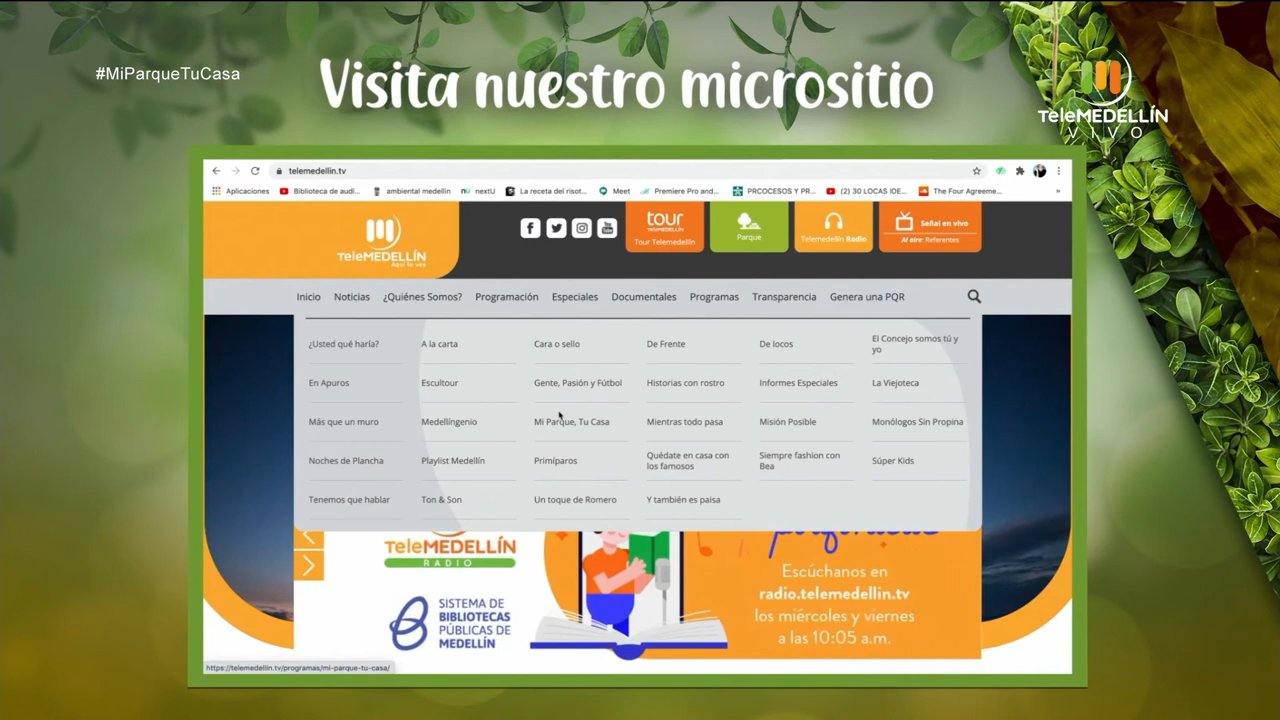 #MiParqueTuCasa
Visita nuestro micrositio
TeleMEDELLÍN
VIVO
telemedellin.tv
Aplicaciones
Biblioteca de audi...
ambiental medellin
nextU
La receta del risot...
Meet
Premiere Pro and...
PRCOCESOS Y PR...
(2) 30 LOCAS IDE...
The Four Agreeme...
»
TeleMEDELLÍN
Aquí te ves
You
Tube
tour
TELEMEDELLÍN
Tour Telemedellín
Parque
Telemedellín Radio
Señal en vivo
Al aire: Referentes
Inicio Noticias ¿Quiénes Somos? Programación Especiales Documentales Programas Transparencia Genera una PQR
¿Usted qué haría? A la carta Cara o sello De Frente De locos El Concejo somos tú y
yo
En Apuros Escultour Gente, Pasión y Fútbol Historias con rostro Informes Especiales La Viejoteca
Más que un muro Medellíngenio Mi Parque, Tu Casa Mientras todo pasa Misión Posible Monólogos Sin Propina
Noches de Plancha Playlist Medellín Primíparos Quédate en casa con
los famosos
Siempre fashion con
Bea
Súper Kids
Tenemos que hablar Ton & Son Un toque de Romero Y también es paisa
TeleMEDELLÍN
RADIO
SISTEMA DE
BIBLIOTECAS
PÚBLICAS DE
MEDELLÍN
Escúchanos en
radio.telemedellin.tv
los miércoles y viernes
a las 10:05 a.m.
https://telemedellin.tv/programas/mi-parque-tu-casa/